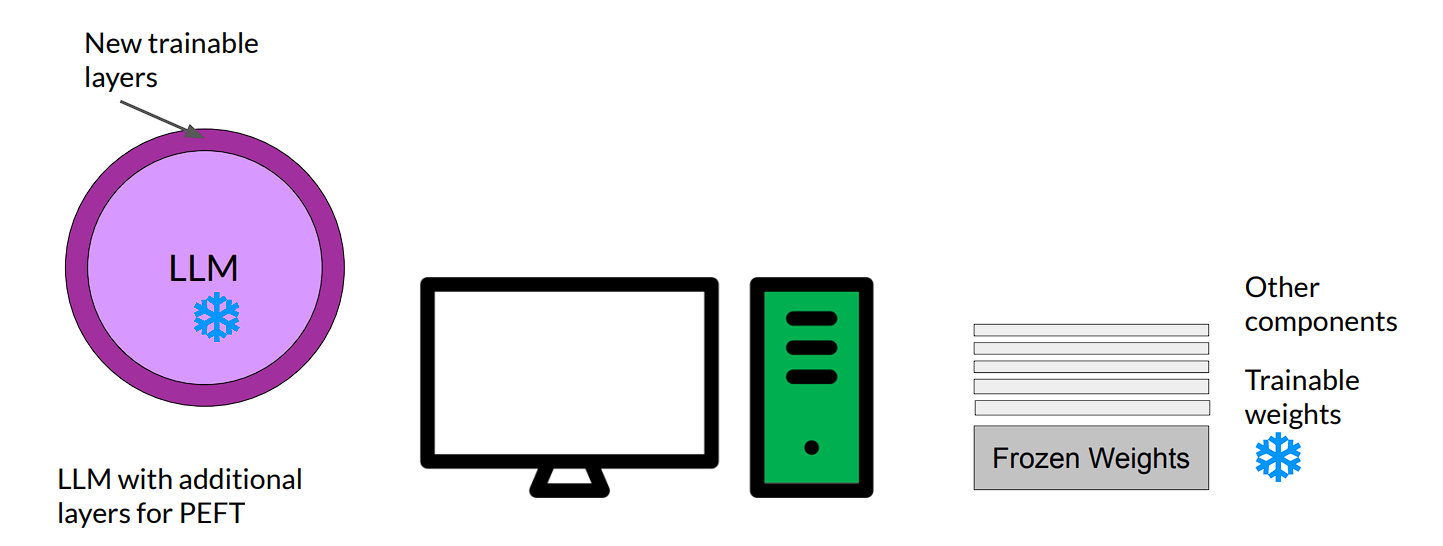 New trainable
layers
LLM
LLM with additional
layers for PEFT
Other
components
Trainable
weights
Frozen Weights